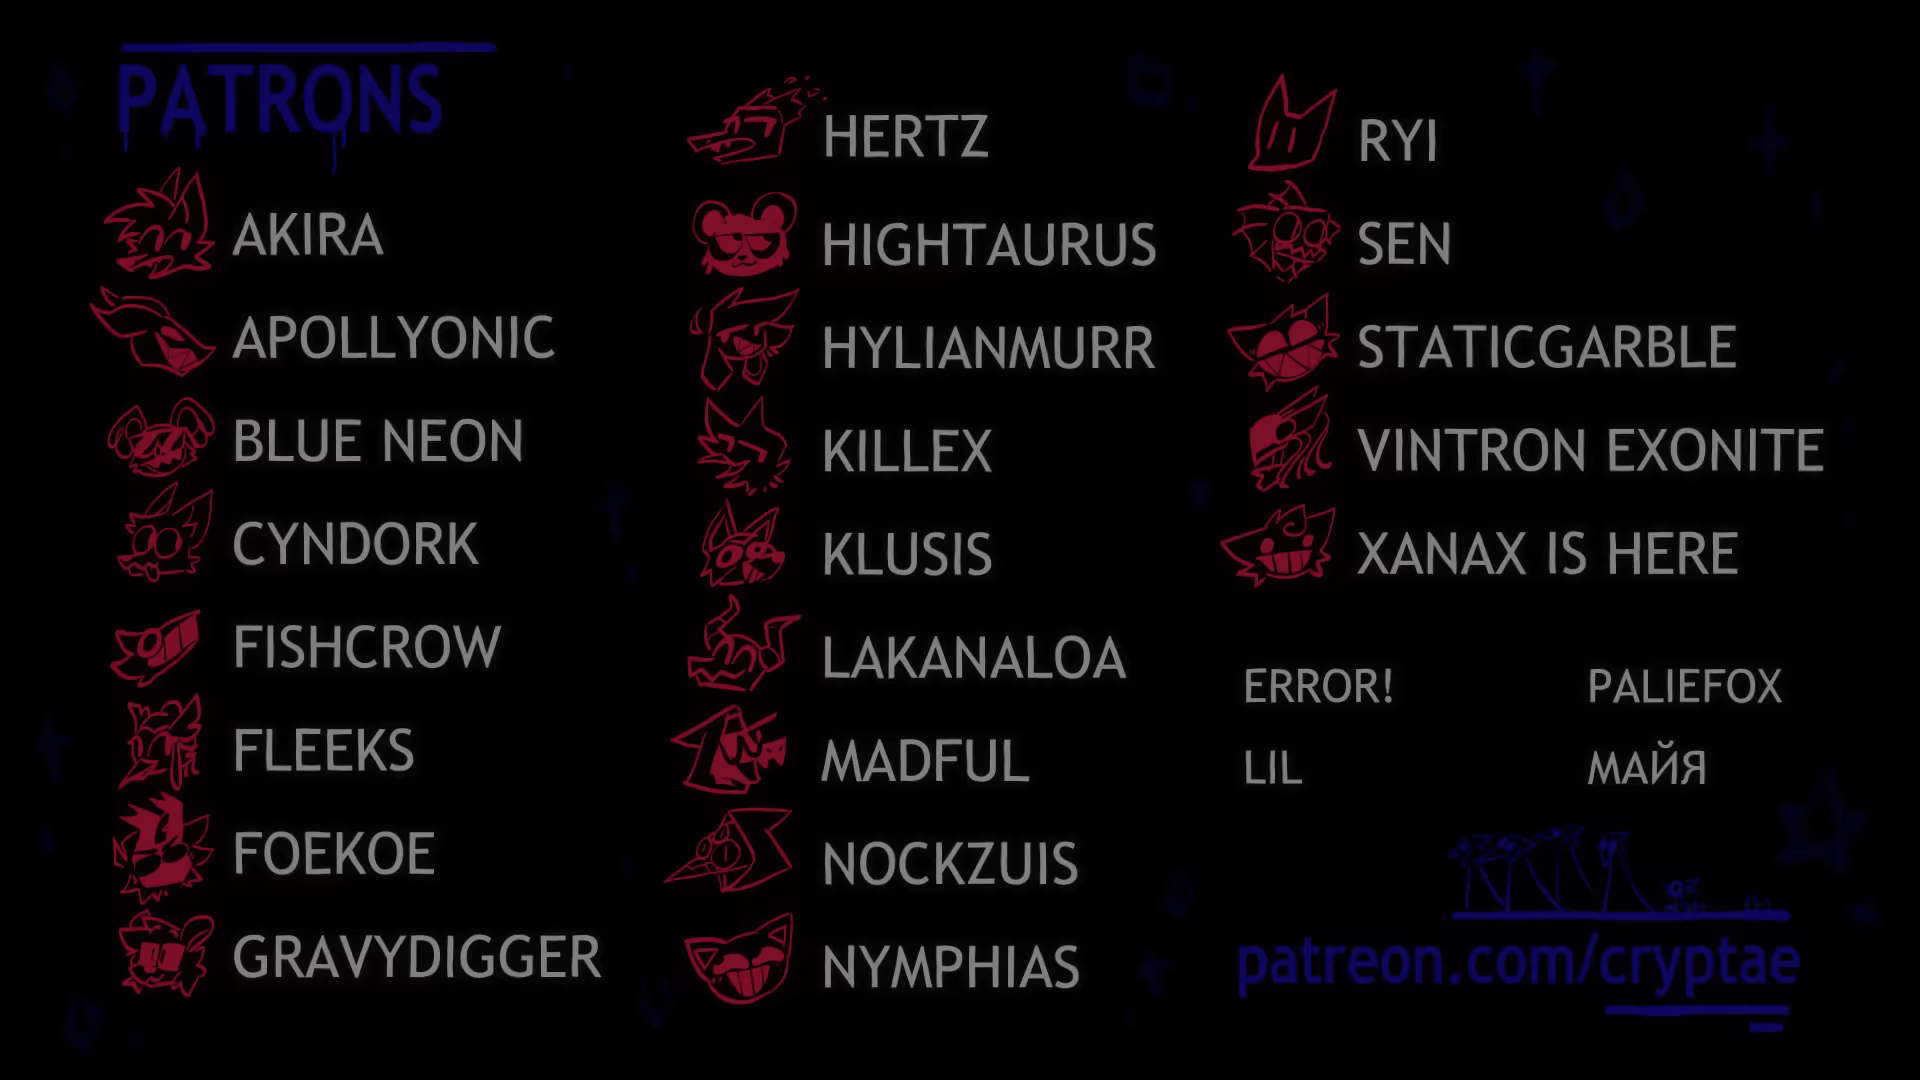 PATRONS
AKIRA
APOLLYONIC
BLUE NEON
CYNDORK
FISHCROW
FLEEKS
FOEKOE
GRAVYDIGGER
HERTZ
HIGHTAURUS
HYLIANMURR
KILLEX
KLUSIS
LAKANALOA
MADFUL
NOCKZUIS
NYMPHIAS
RYI
SEN
STATICGARBLE
VINTRON EXONITE
XANAX IS HERE
ERROR!
PALIEFOX
LIL
МАЙЯ
patreon.com/cryptae